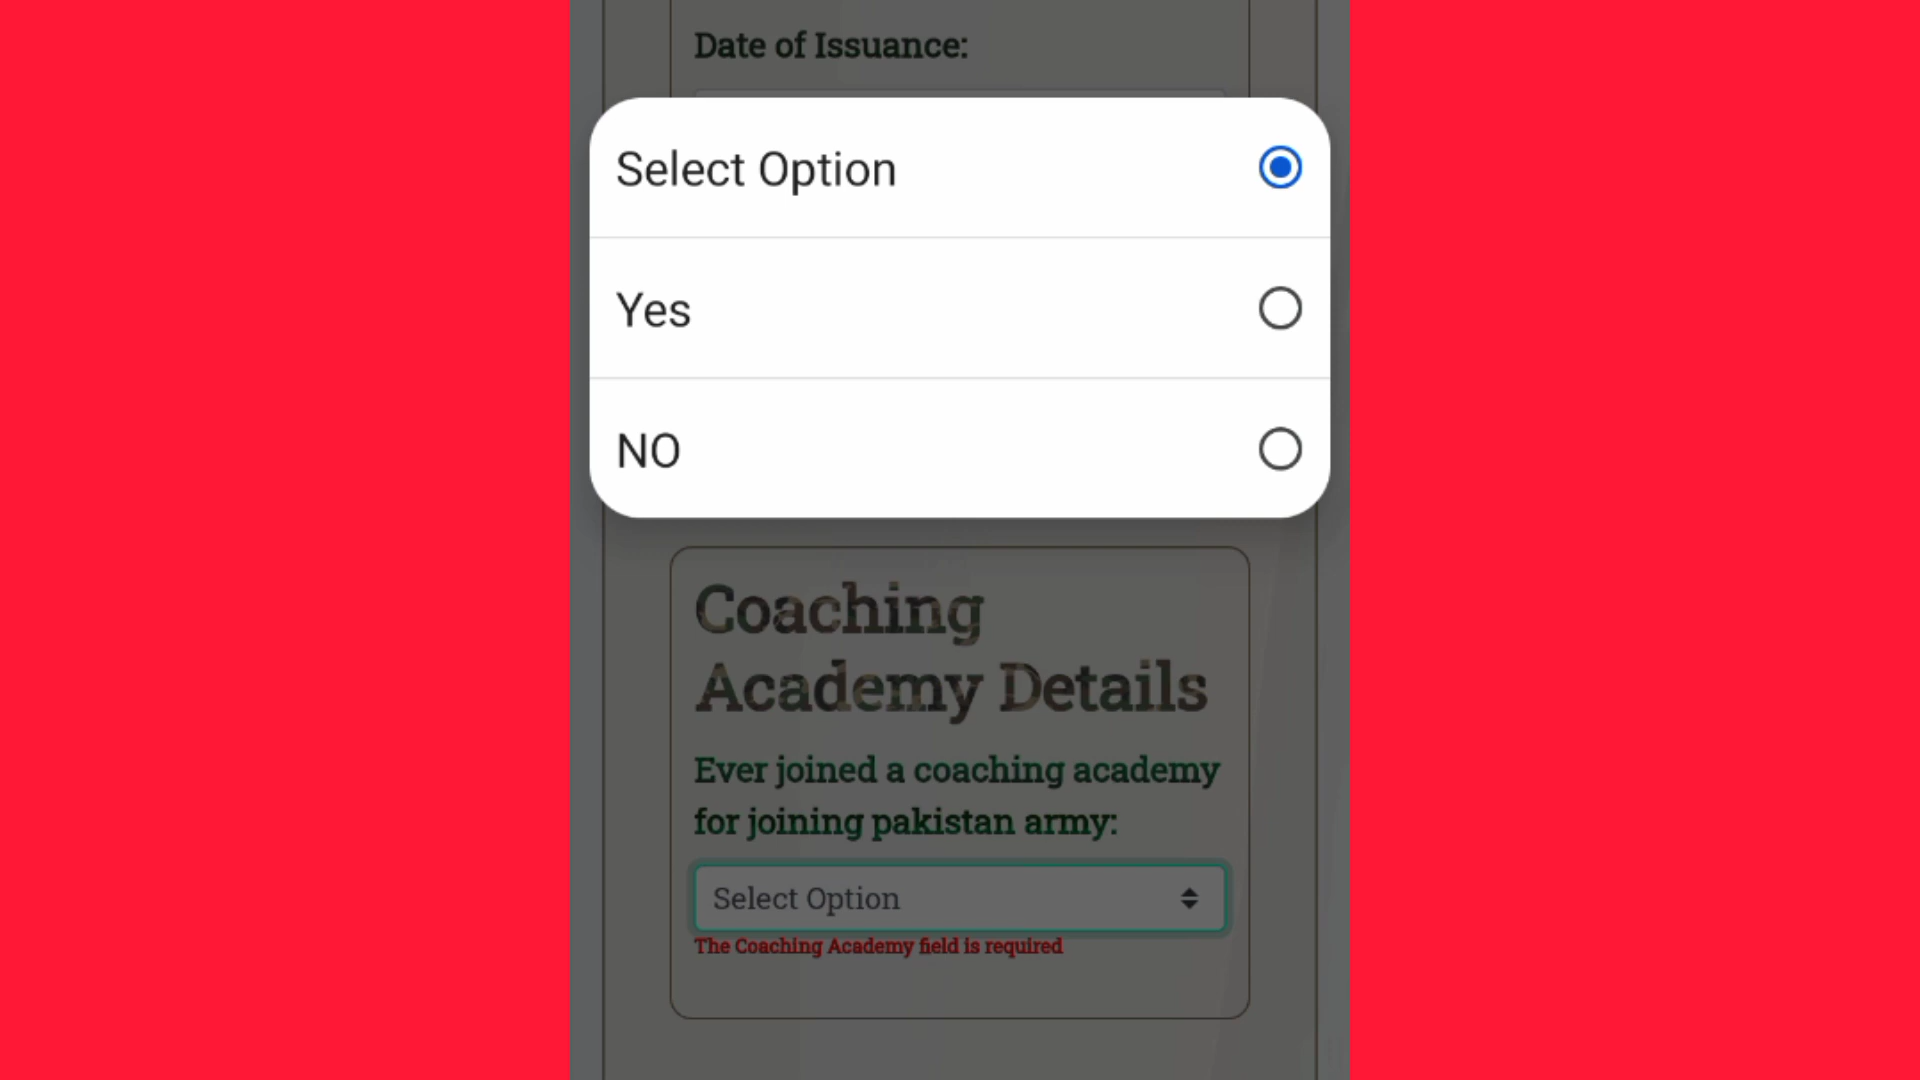 Date of Issuance:
Select Option
Yes
NO
Coaching
Academy Details
Ever joined a coaching academy
for joining pakistan army:
Select Option
The Coaching Academy field is required